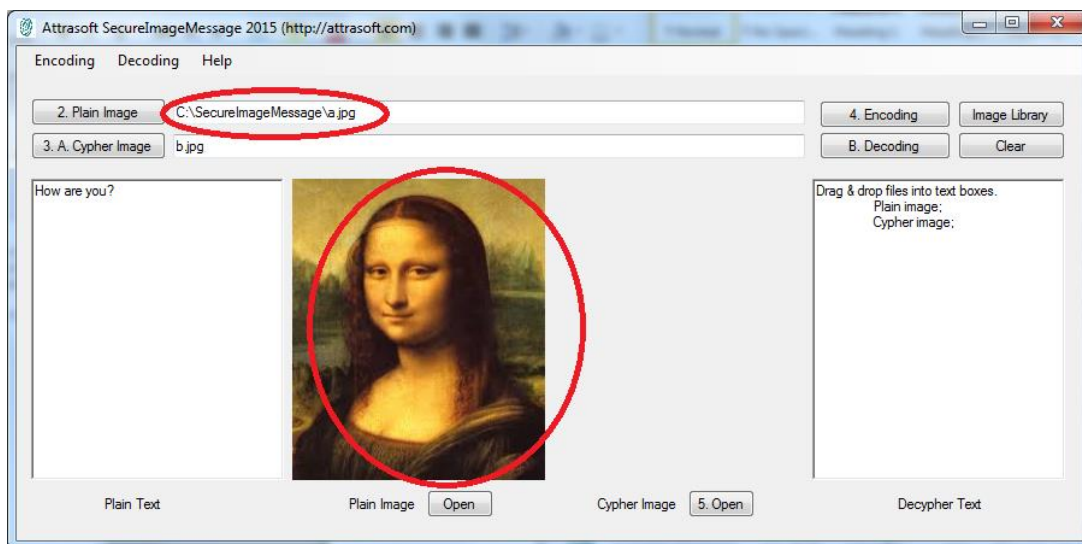 Attrasoft SecureImageMessage 2015 (http://attrasoft.com)
Encoding Decoding Help
2. Plain Image C:\SecureImageMessage\a.jpg 4. Encoding Image Library
3. A. Cypher Image b.jpg B. Decoding Clear
How are you?
Drag & drop files into text boxes.
Plain image;
Cypher image;
Plain Text Plain Image Open Cypher Image 5. Open Decypher Text